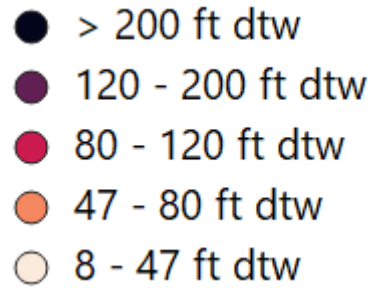 > 200 ft dtw
120 - 200 ft dtw
80 - 120 ft dtw
47 - 80 ft dtw
8 - 47 ft dtw